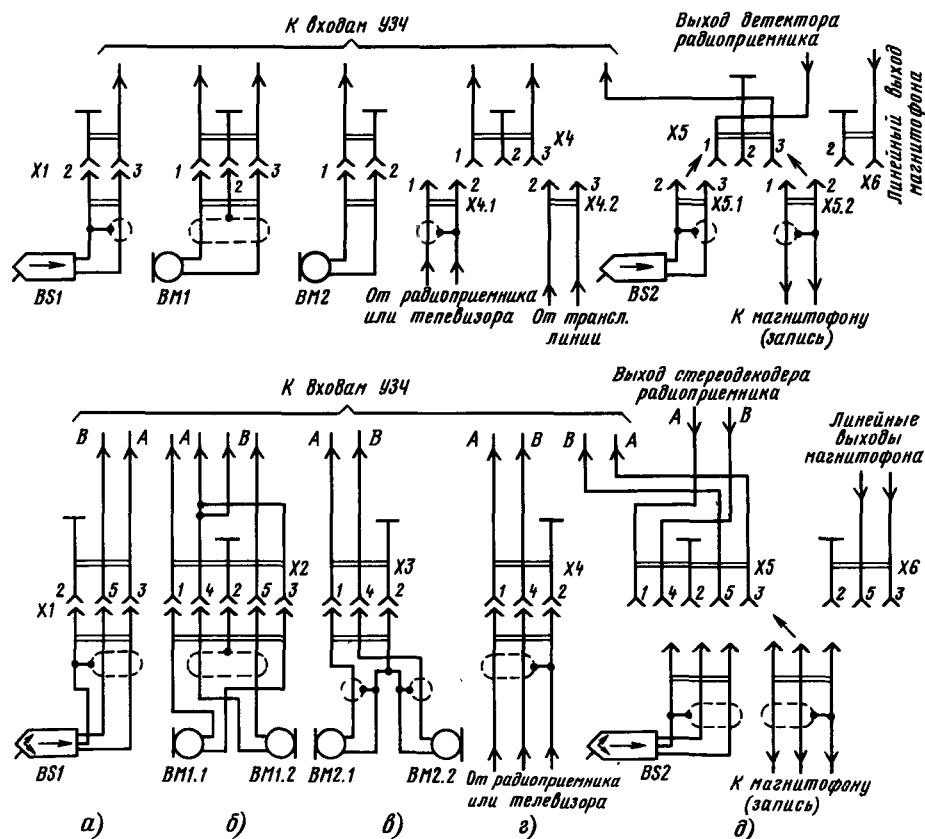 К входам УЗЧ
Выход детектора
радиоприемника
Линейный выход
магнитофона
X1 2 3
1 2 3
1 2
1 2 3 X4
X5 1 2 3
2 X6
1 2 X4.1
2 3 X4.2
2 3 X5.1
1 2 X5.2
BS1
BM1
BM2
От радиоприемника
или телевизора
От трансл.
линии
BS2
К магнитофону
(запись)
К входам УЗЧ
Выход стереодекодера
радиоприемника
A B
Линейные
выходы
магнитофона
B A
A B
A B
A B
B A
X1 2 5 3
1 4 2 5 3 X2
1 4 2 X3
1 4 2 X4
1 4 2 5 3 X5
2 5 3 X6
BS1
BM1.1
BM1.2
BM2.1
BM2.2
От радиоприемника
или телевизора
BS2
К магнитофону
(запись)
а) б) в) г) д)